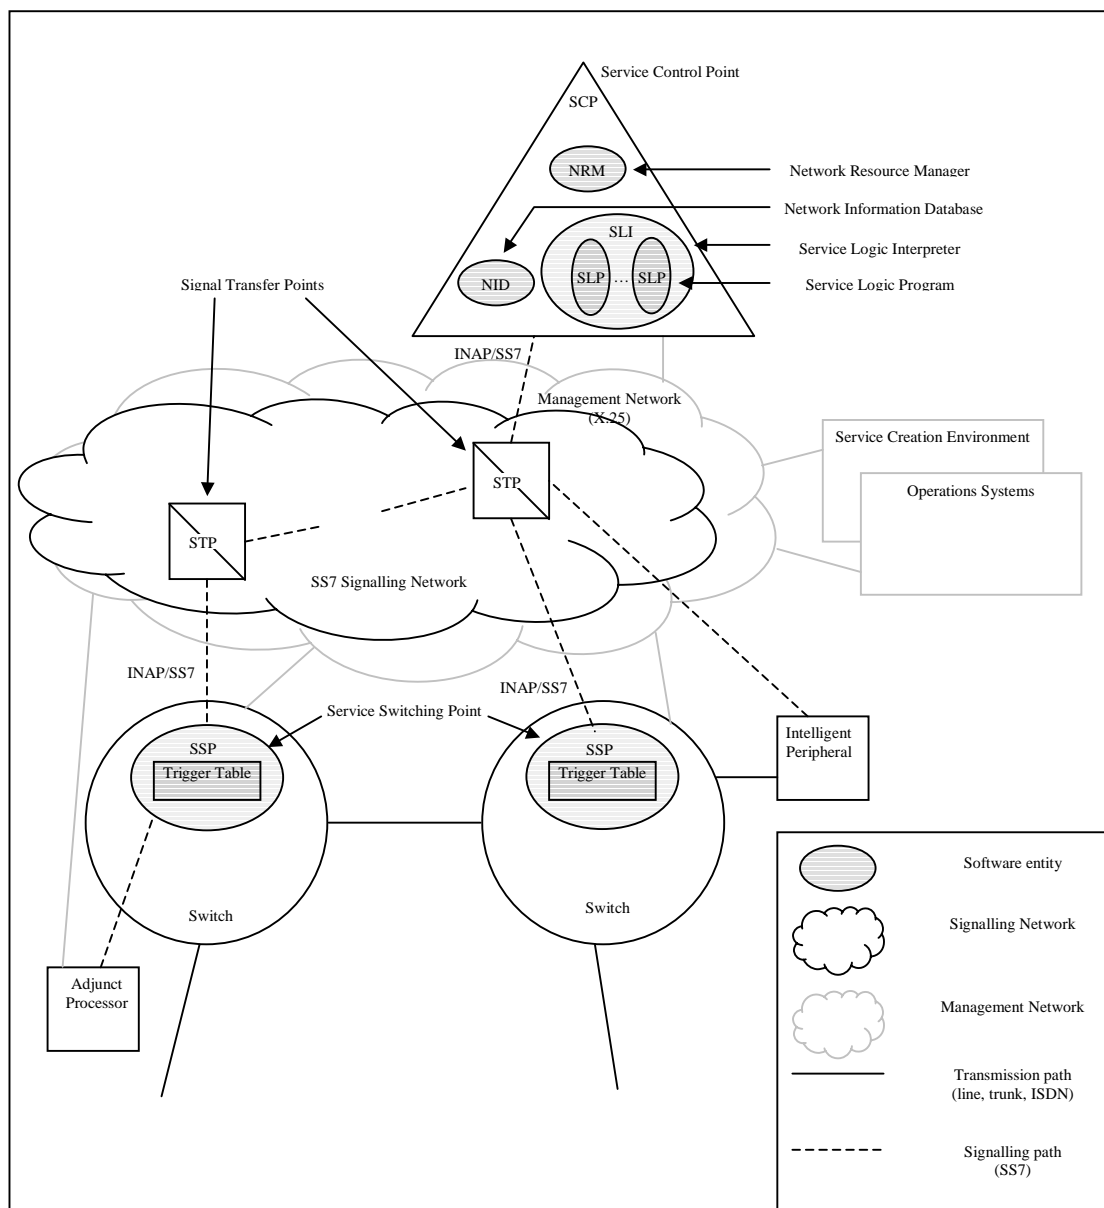 Service Control Point
SCP
NRM
Network Resource Manager
Network Information Database
SLI
Service Logic Interpreter
SLP
...
SLP
NID
Service Logic Program
Signal Transfer Points
INAP/SS7
Management Network
(X.25)
Service Creation Environment
STP
Operations Systems
STP
SS7 Signalling Network
INAP/SS7
INAP/SS7
Service Switching Point
SSP
Trigger Table
SSP
Trigger Table
Intelligent
Peripheral
Switch
Switch
Adjunct
Processor
Software entity
Signalling Network
Management Network
Transmission path
(line, trunk, ISDN)
Signalling path
(SS7)